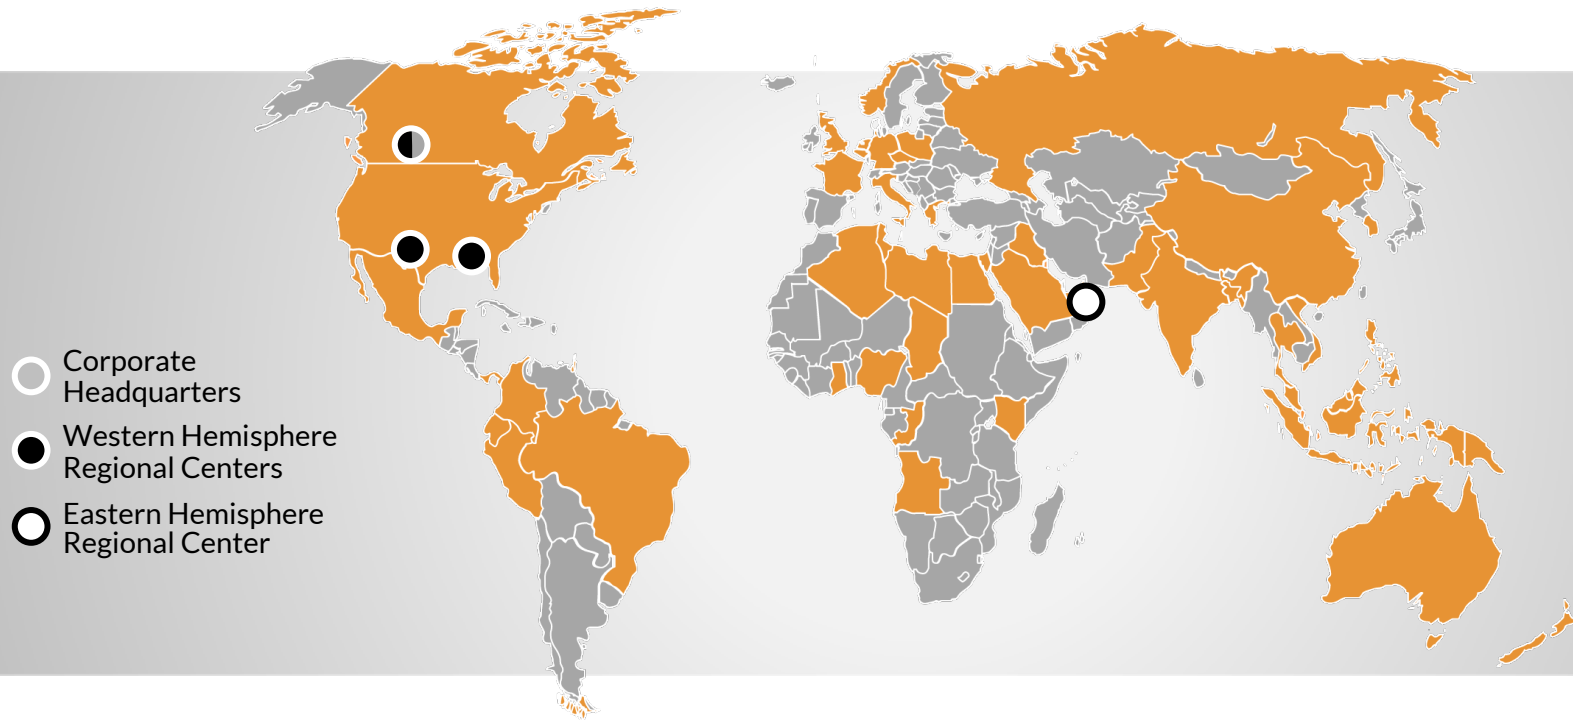 Corporate
Headquarters
Western Hemisphere
Regional Centers
Eastern Hemisphere
Regional Center